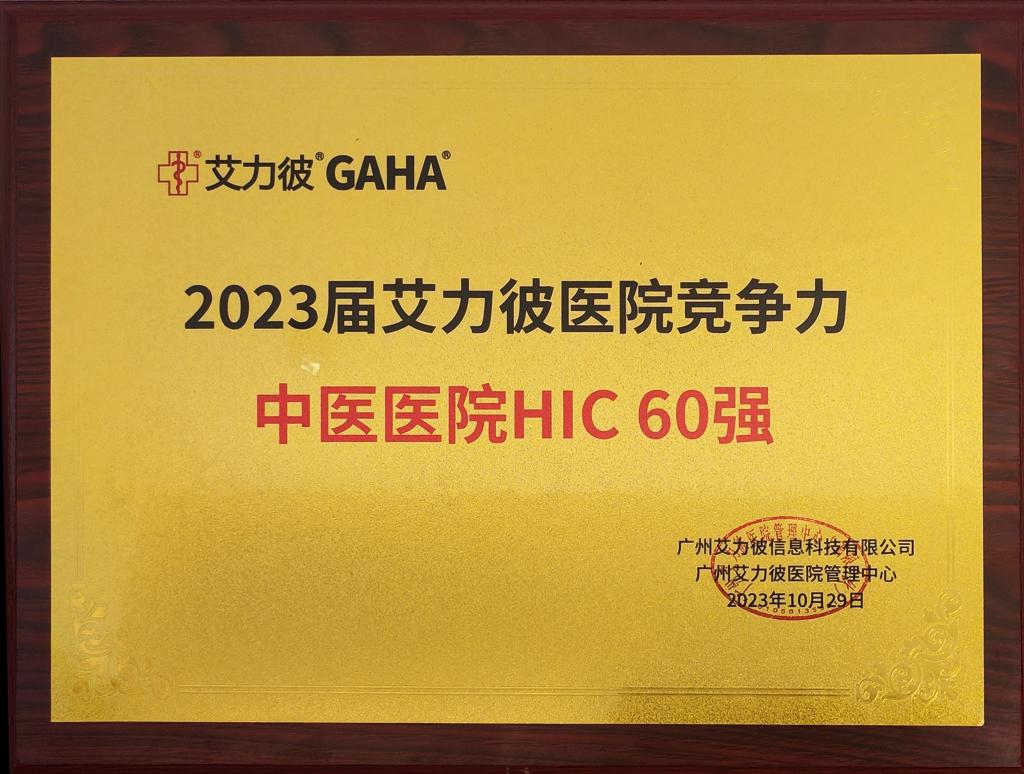 艾力彼® GAHA®
2023届艾力彼医院竞争力
中医医院HIC 60强
广州艾力彼信息科技有限公司
广州艾力彼医院管理中心
2023年10月29日